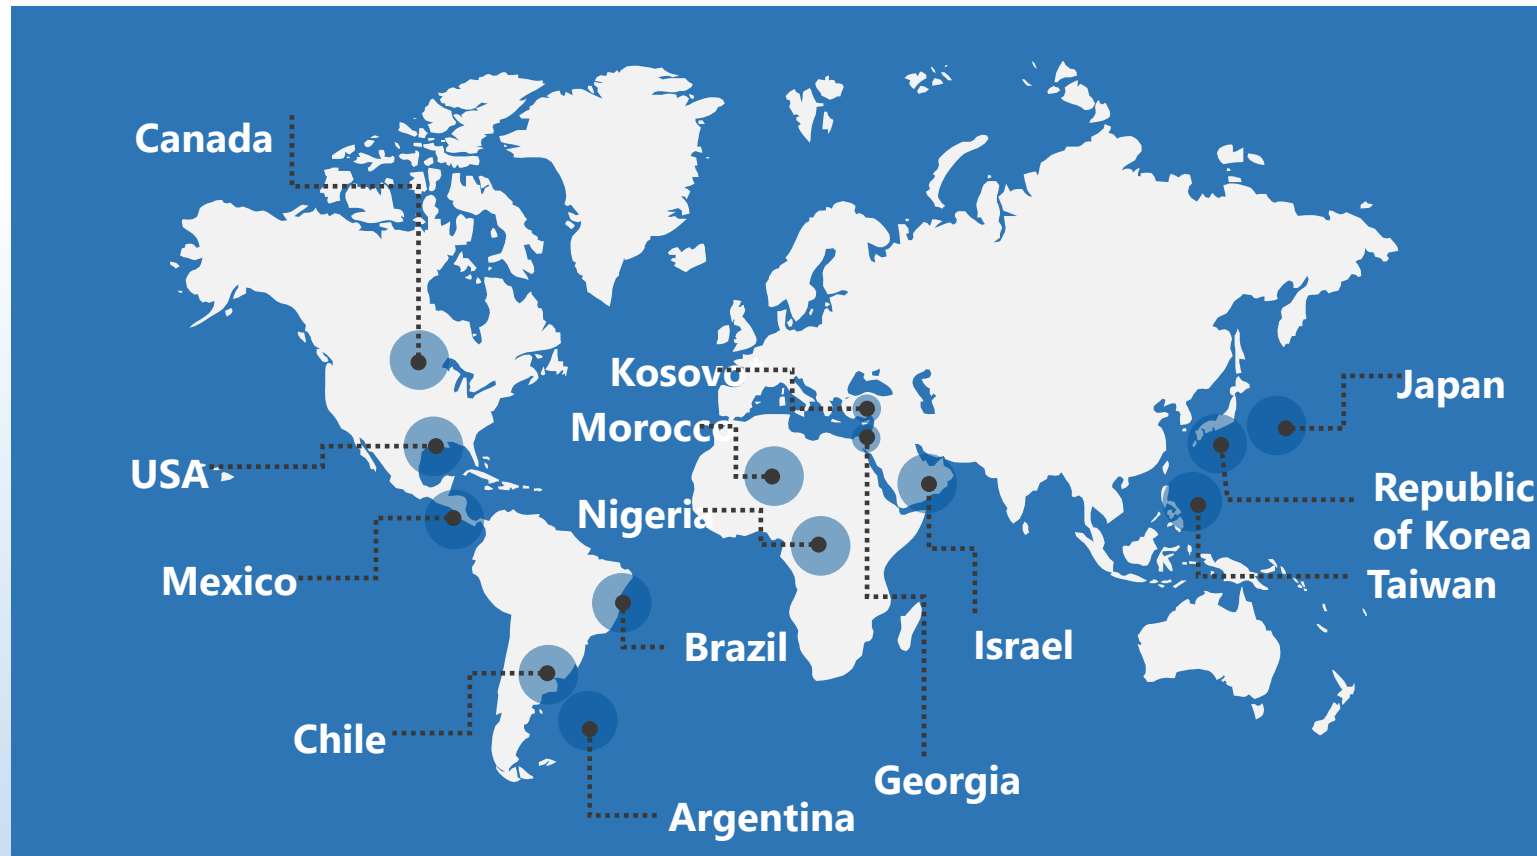 Canada
Kosovo
Japan
Morocco
USA
Republic
of Korea
Nigeria
Mexico
Taiwan
Brazil
Israel
Chile
Georgia
Argentina